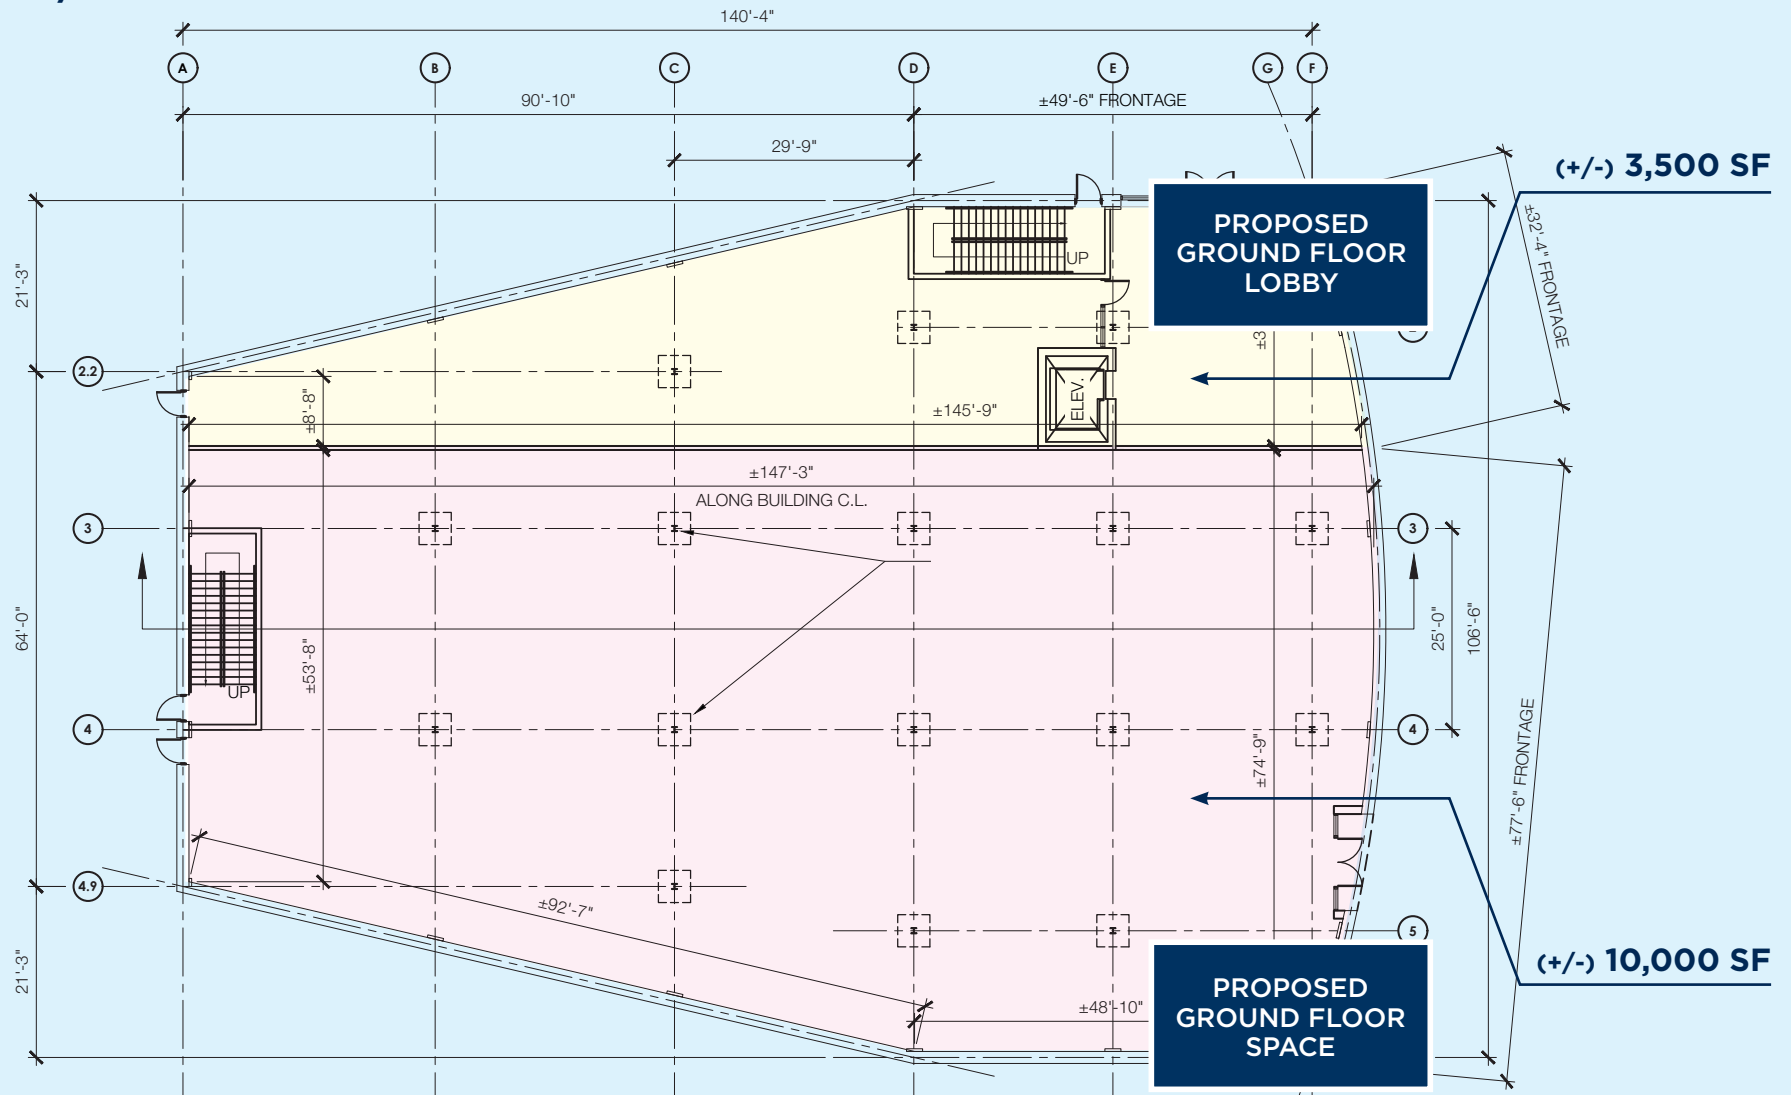 140'-4"
A
B
C
D
E
G
F
90'-10"
±49'-6" FRONTAGE
29'-9"
(+/-) 3,500 SF
PROPOSED
GROUND FLOOR
LOBBY
±32'-4" FRONTAGE
UP
21'-3"
2.2
±8'-8"
ELEV.
±145'-9"
±147'-3"
ALONG BUILDING C.L.
3
3
64'-0"
25'-0"
106'-6"
±53'-8"
UP
4
4
±74'-9"
±77'-6" FRONTAGE
4.9
±92'-7"
5
21'-3"
±48'-10"
(+/-) 10,000 SF
PROPOSED
GROUND FLOOR
SPACE